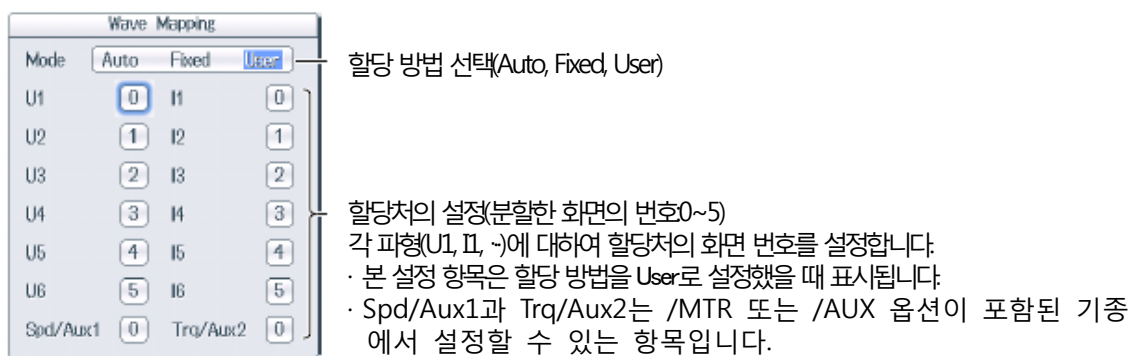 Wave Mapping
Mode Auto Fixed User
할당 방법 선택(Auto, Fixed, User)
U1 0 I1 0
U2 1 I2 1
U3 2 I3 2
U4 3 I4 3
U5 4 I5 4
U6 5 I6 5
Spd/Aux1 0 Trq/Aux2 0
할당처의 설정(분할한 화면의 번호:0~5)
각 파형(U1, I1, ···)에 대하여 할당처의 화면 번호를 설정합니다.
· 본 설정 항목은 할당 방법을 User로 설정했을 때 표시됩니다.
· Spd/Aux1과 Trq/Aux2는 /MTR 또는 /AUX 옵션이 포함된 기종
에서 설정할 수 있는 항목입니다.